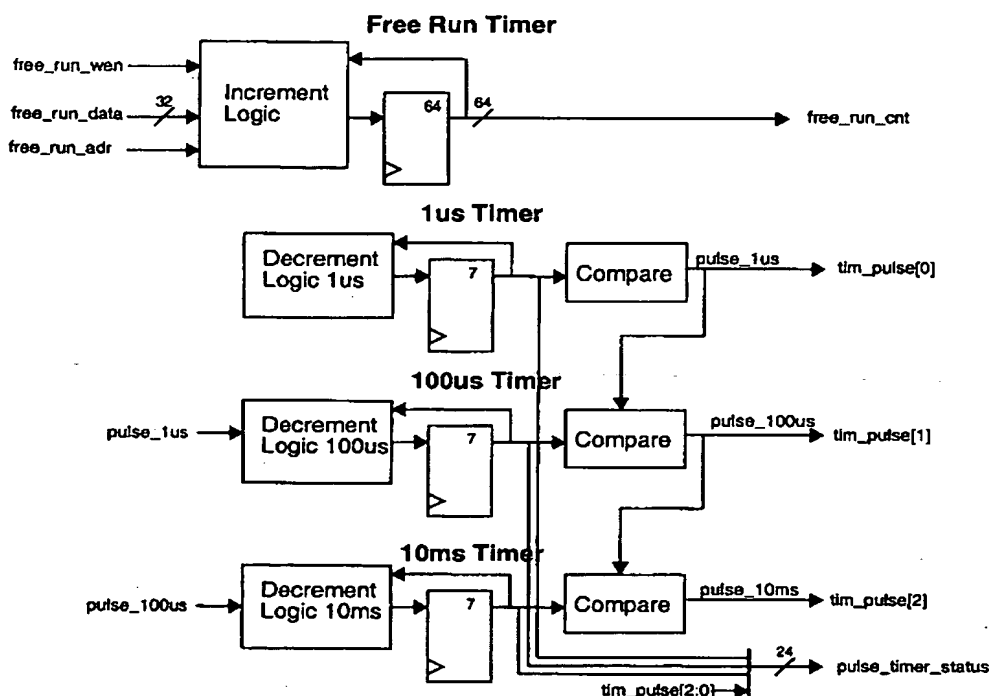 Free Run Timer
free_run_wen
free_run_data
32
free_run_adr
Increment
Logic
64
64
free_run_cnt
1us Timer
Decrement
Logic 1us
7
Compare
pulse_1us
tim_pulse[0]
100us Timer
pulse_1us
Decrement
Logic 100us
7
Compare
pulse_100us
tim_pulse[1]
10ms Timer
pulse_100us
Decrement
Logic 10ms
7
Compare
pulse_10ms
tim_pulse[2]
24
pulse_timer_status
tim_pulse[2:0]